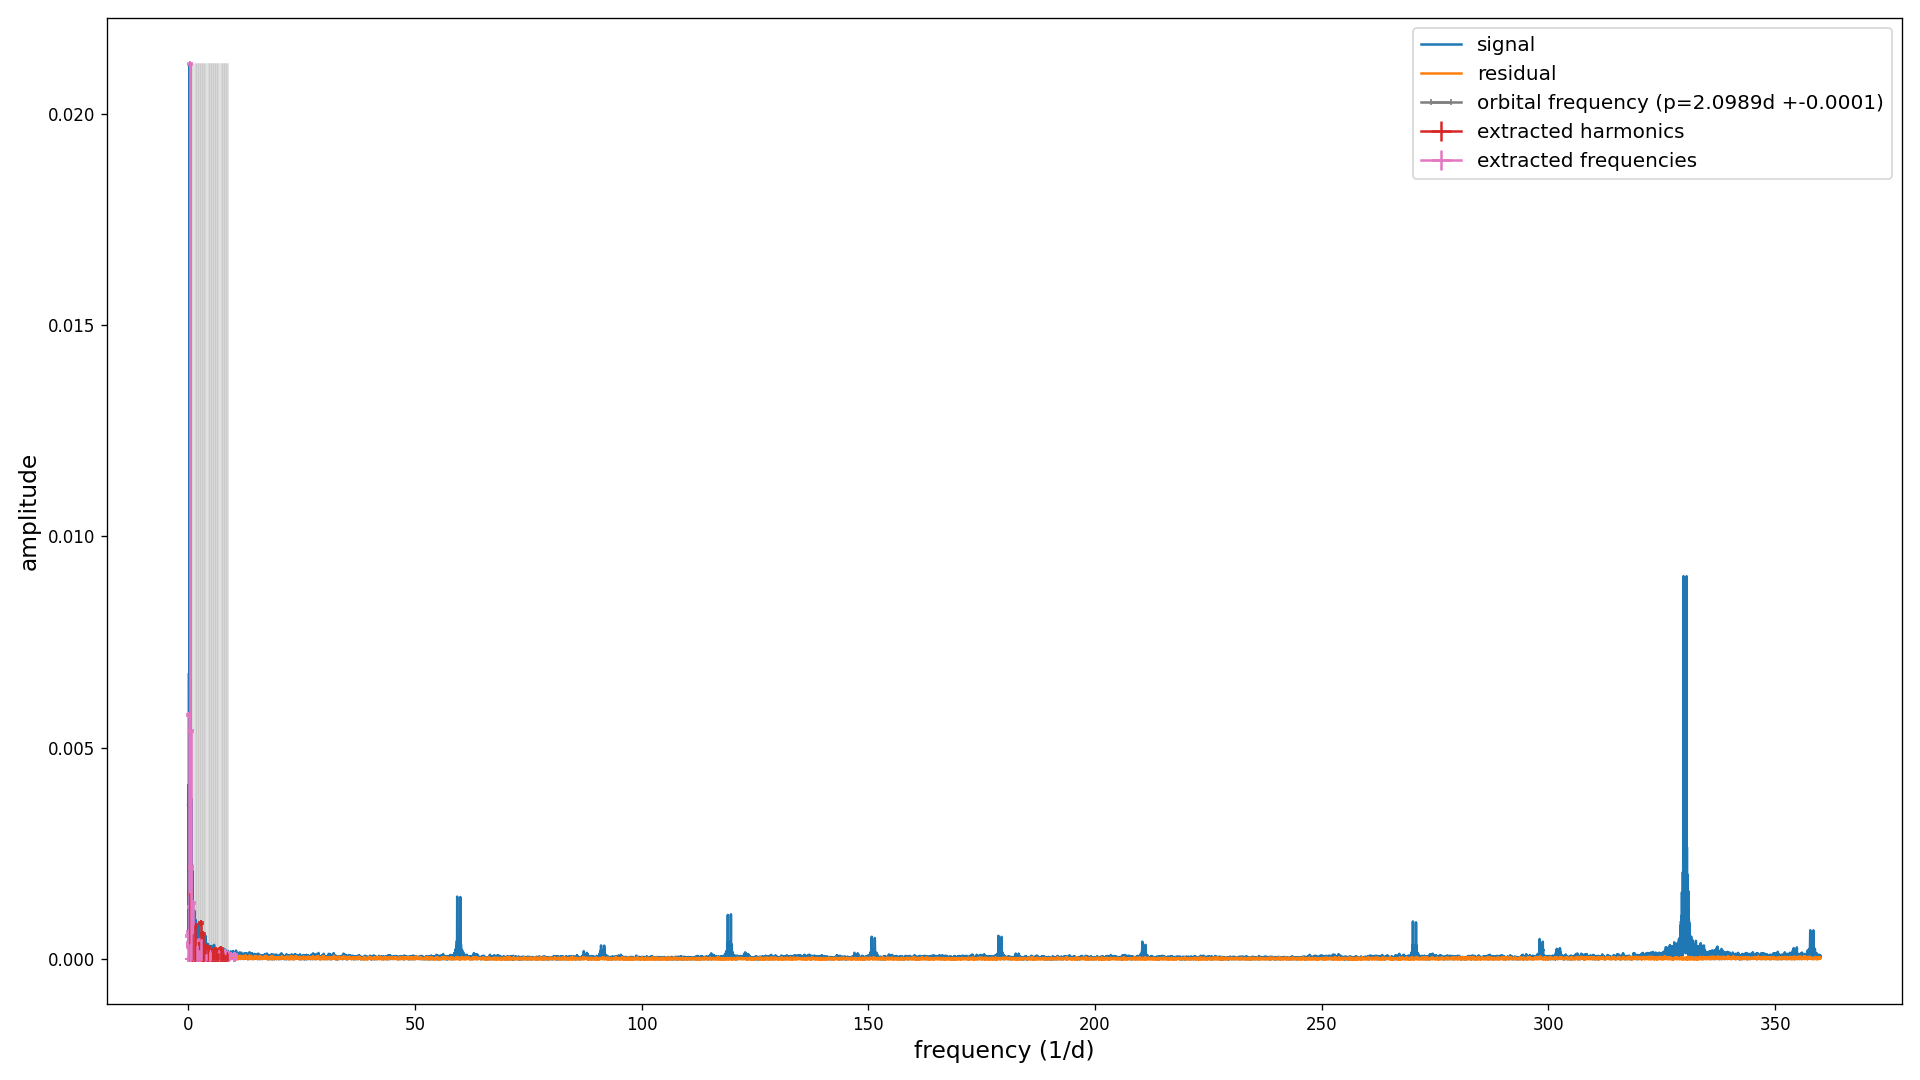 signal
residual
orbital frequency (p=2.0989d +-0.0001)
extracted harmonics
extracted frequencies
amplitude
0.020
0.015
0.010
0.005
0.000
0 50 100 150 200 250 300 350
frequency (1/d)